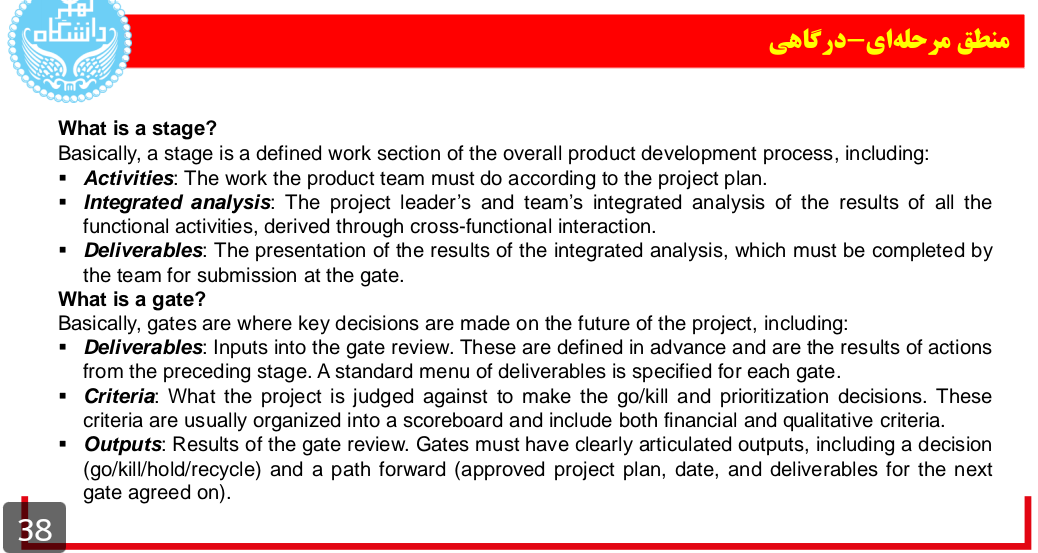 تهران
دانشگاه
منطق مرحله‌ای-درگاهی
What is a stage?
Basically, a stage is a defined work section of the overall product development process, including:
▪ Activities: The work the product team must do according to the project plan.
▪ Integrated analysis: The project leader’s and team’s integrated analysis of the results of all the
functional activities, derived through cross-functional interaction.
▪ Deliverables: The presentation of the results of the integrated analysis, which must be completed by
the team for submission at the gate.
What is a gate?
Basically, gates are where key decisions are made on the future of the project, including:
▪ Deliverables: Inputs into the gate review. These are defined in advance and are the results of actions
from the preceding stage. A standard menu of deliverables is specified for each gate.
▪ Criteria: What the project is judged against to make the go/kill and prioritization decisions. These
criteria are usually organized into a scoreboard and include both financial and qualitative criteria.
▪ Outputs: Results of the gate review. Gates must have clearly articulated outputs, including a decision
(go/kill/hold/recycle) and a path forward (approved project plan, date, and deliverables for the next
gate agreed on).
38